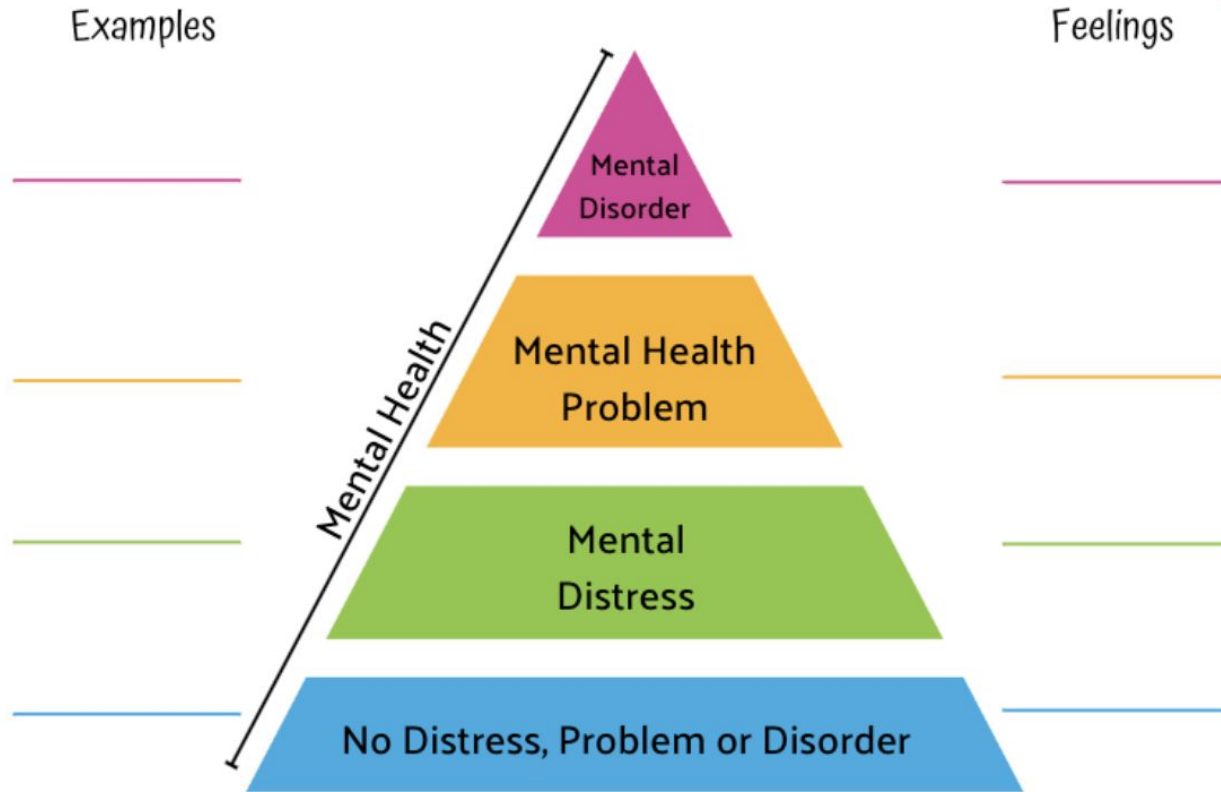 Examples
Feelings
Mental
Disorder
Mental Health
Mental Health
Problem
Mental
Distress
No Distress, Problem or Disorder